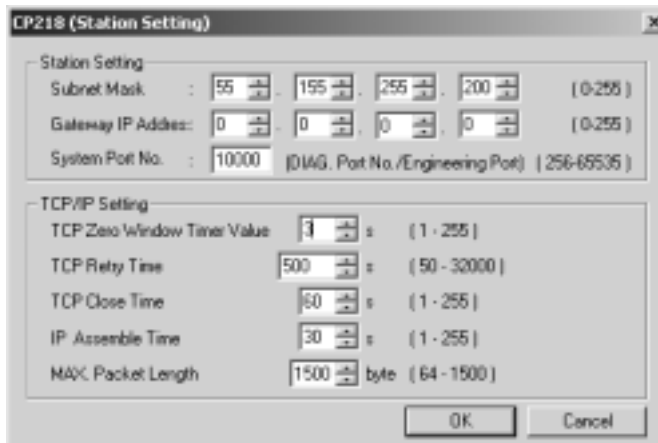 CP218 (Station Setting)
Station Setting
Subnet Mask : 55 . 155 . 255 . 200 ( 0-255 )
Gateway IP Addres: 0 . 0 . 0 . 0 ( 0-255 )
System Port No. : 10000 (DIAG. Port No./Engineering Port) ( 256-65535 )
TCP/IP Setting
TCP Zero Window Timer Value 3 s ( 1 - 255 )
TCP Retry Time 500 s ( 50 - 32000 )
TCP Close Time 60 s ( 1 - 255 )
IP Assemble Time 30 s ( 1 - 255 )
MAX. Packet Length 1500 byte ( 64 - 1500 )
OK Cancel